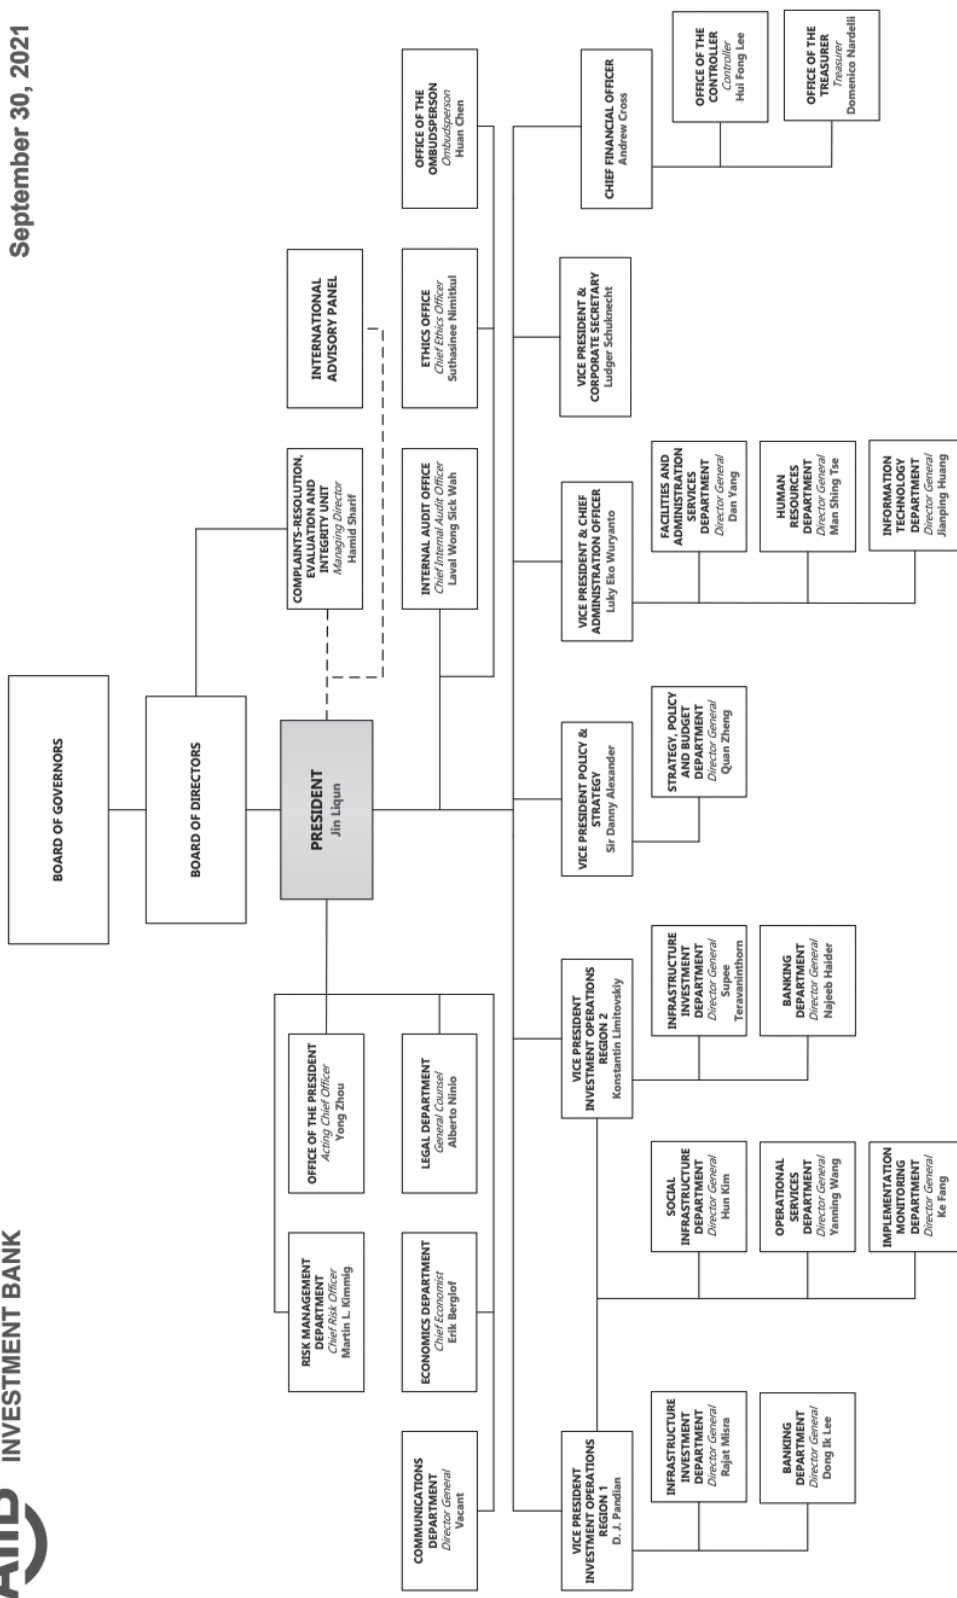 AIIB
INVESTMENT BANK
September 30, 2021
BOARD OF GOVERNORS
BOARD OF DIRECTORS
PRESIDENT
Jin Liqun
COMPLAINTS-RESOLUTION,
EVALUATION AND
INTEGRITY UNIT
Managing Director
Hamid Sharif
INTERNATIONAL
ADVISORY PANEL
RISK MANAGEMENT
DEPARTMENT
Chief Risk Officer
Martin L. Kimmig
OFFICE OF THE PRESIDENT
Acting Chief Officer
Yong Zhou
COMMUNICATIONS
DEPARTMENT
Director General
Vacant
ECONOMICS DEPARTMENT
Chief Economist
Erik Berglof
LEGAL DEPARTMENT
General Counsel
Alberto Ninio
INTERNAL AUDIT OFFICE
Chief Internal Audit Officer
Laval Wong Sick Wah
ETHICS OFFICE
Chief Ethics Officer
Suthasinee Nimitkul
OFFICE OF THE
OMBUDSPERSON
Ombudsperson
Huan Chen
VICE PRESIDENT
INVESTMENT OPERATIONS
REGION 1
D. J. Pandian
VICE PRESIDENT
INVESTMENT OPERATIONS
REGION 2
Konstantin Limitovskiy
VICE PRESIDENT POLICY &
STRATEGY
Sir Danny Alexander
VICE PRESIDENT & CHIEF
ADMINISTRATION OFFICER
Luky Eko Wuryanto
VICE PRESIDENT &
CORPORATE SECRETARY
Ludger Schuknecht
CHIEF FINANCIAL OFFICER
Andrew Cross
INFRASTRUCTURE
INVESTMENT
DEPARTMENT
Director General
Rajat Misra
BANKING
DEPARTMENT
Director General
Dong Ik Lee
SOCIAL
INFRASTRUCTURE
DEPARTMENT
Director General
Hun Kim
OPERATIONAL
SERVICES
DEPARTMENT
Director General
Yanning Wang
IMPLEMENTATION
MONITORING
DEPARTMENT
Director General
Ke Fang
INFRASTRUCTURE
INVESTMENT
DEPARTMENT
Director General
Supee
Teravaninthorn
BANKING
DEPARTMENT
Director General
Najeeb Haider
STRATEGY, POLICY
AND BUDGET
DEPARTMENT
Director General
Quan Zheng
FACILITIES AND
ADMINISTRATION
SERVICES
DEPARTMENT
Director General
Dan Yang
HUMAN
RESOURCES
DEPARTMENT
Director General
Man Shing Tse
INFORMATION
TECHNOLOGY
DEPARTMENT
Director General
Jianping Huang
OFFICE OF THE
CONTROLLER
Controller
Hui Fong Lee
OFFICE OF THE
TREASURER
Treasurer
Domenico Nardelli